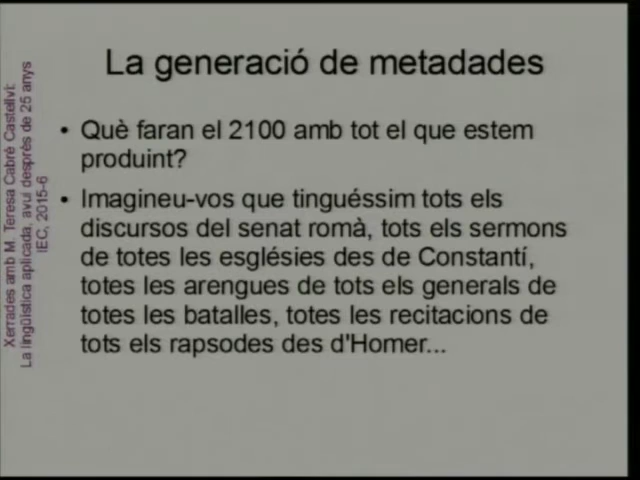 La generació de metadades
• Què faran el 2100 amb tot el que estem
produint?
• Imagineu-vos que tinguéssim tots els
discursos del senat romà, tots els sermons
de totes les esglésies des de Constantí,
totes les arengues de tots els generals de
totes les batalles, totes les recitacions de
tots els rapsodes des d'Homer...
Xerrades amb M. Teresa Cabré Castellví:
La lingüística aplicada, avui després de 25 anys
IEC, 2015-6